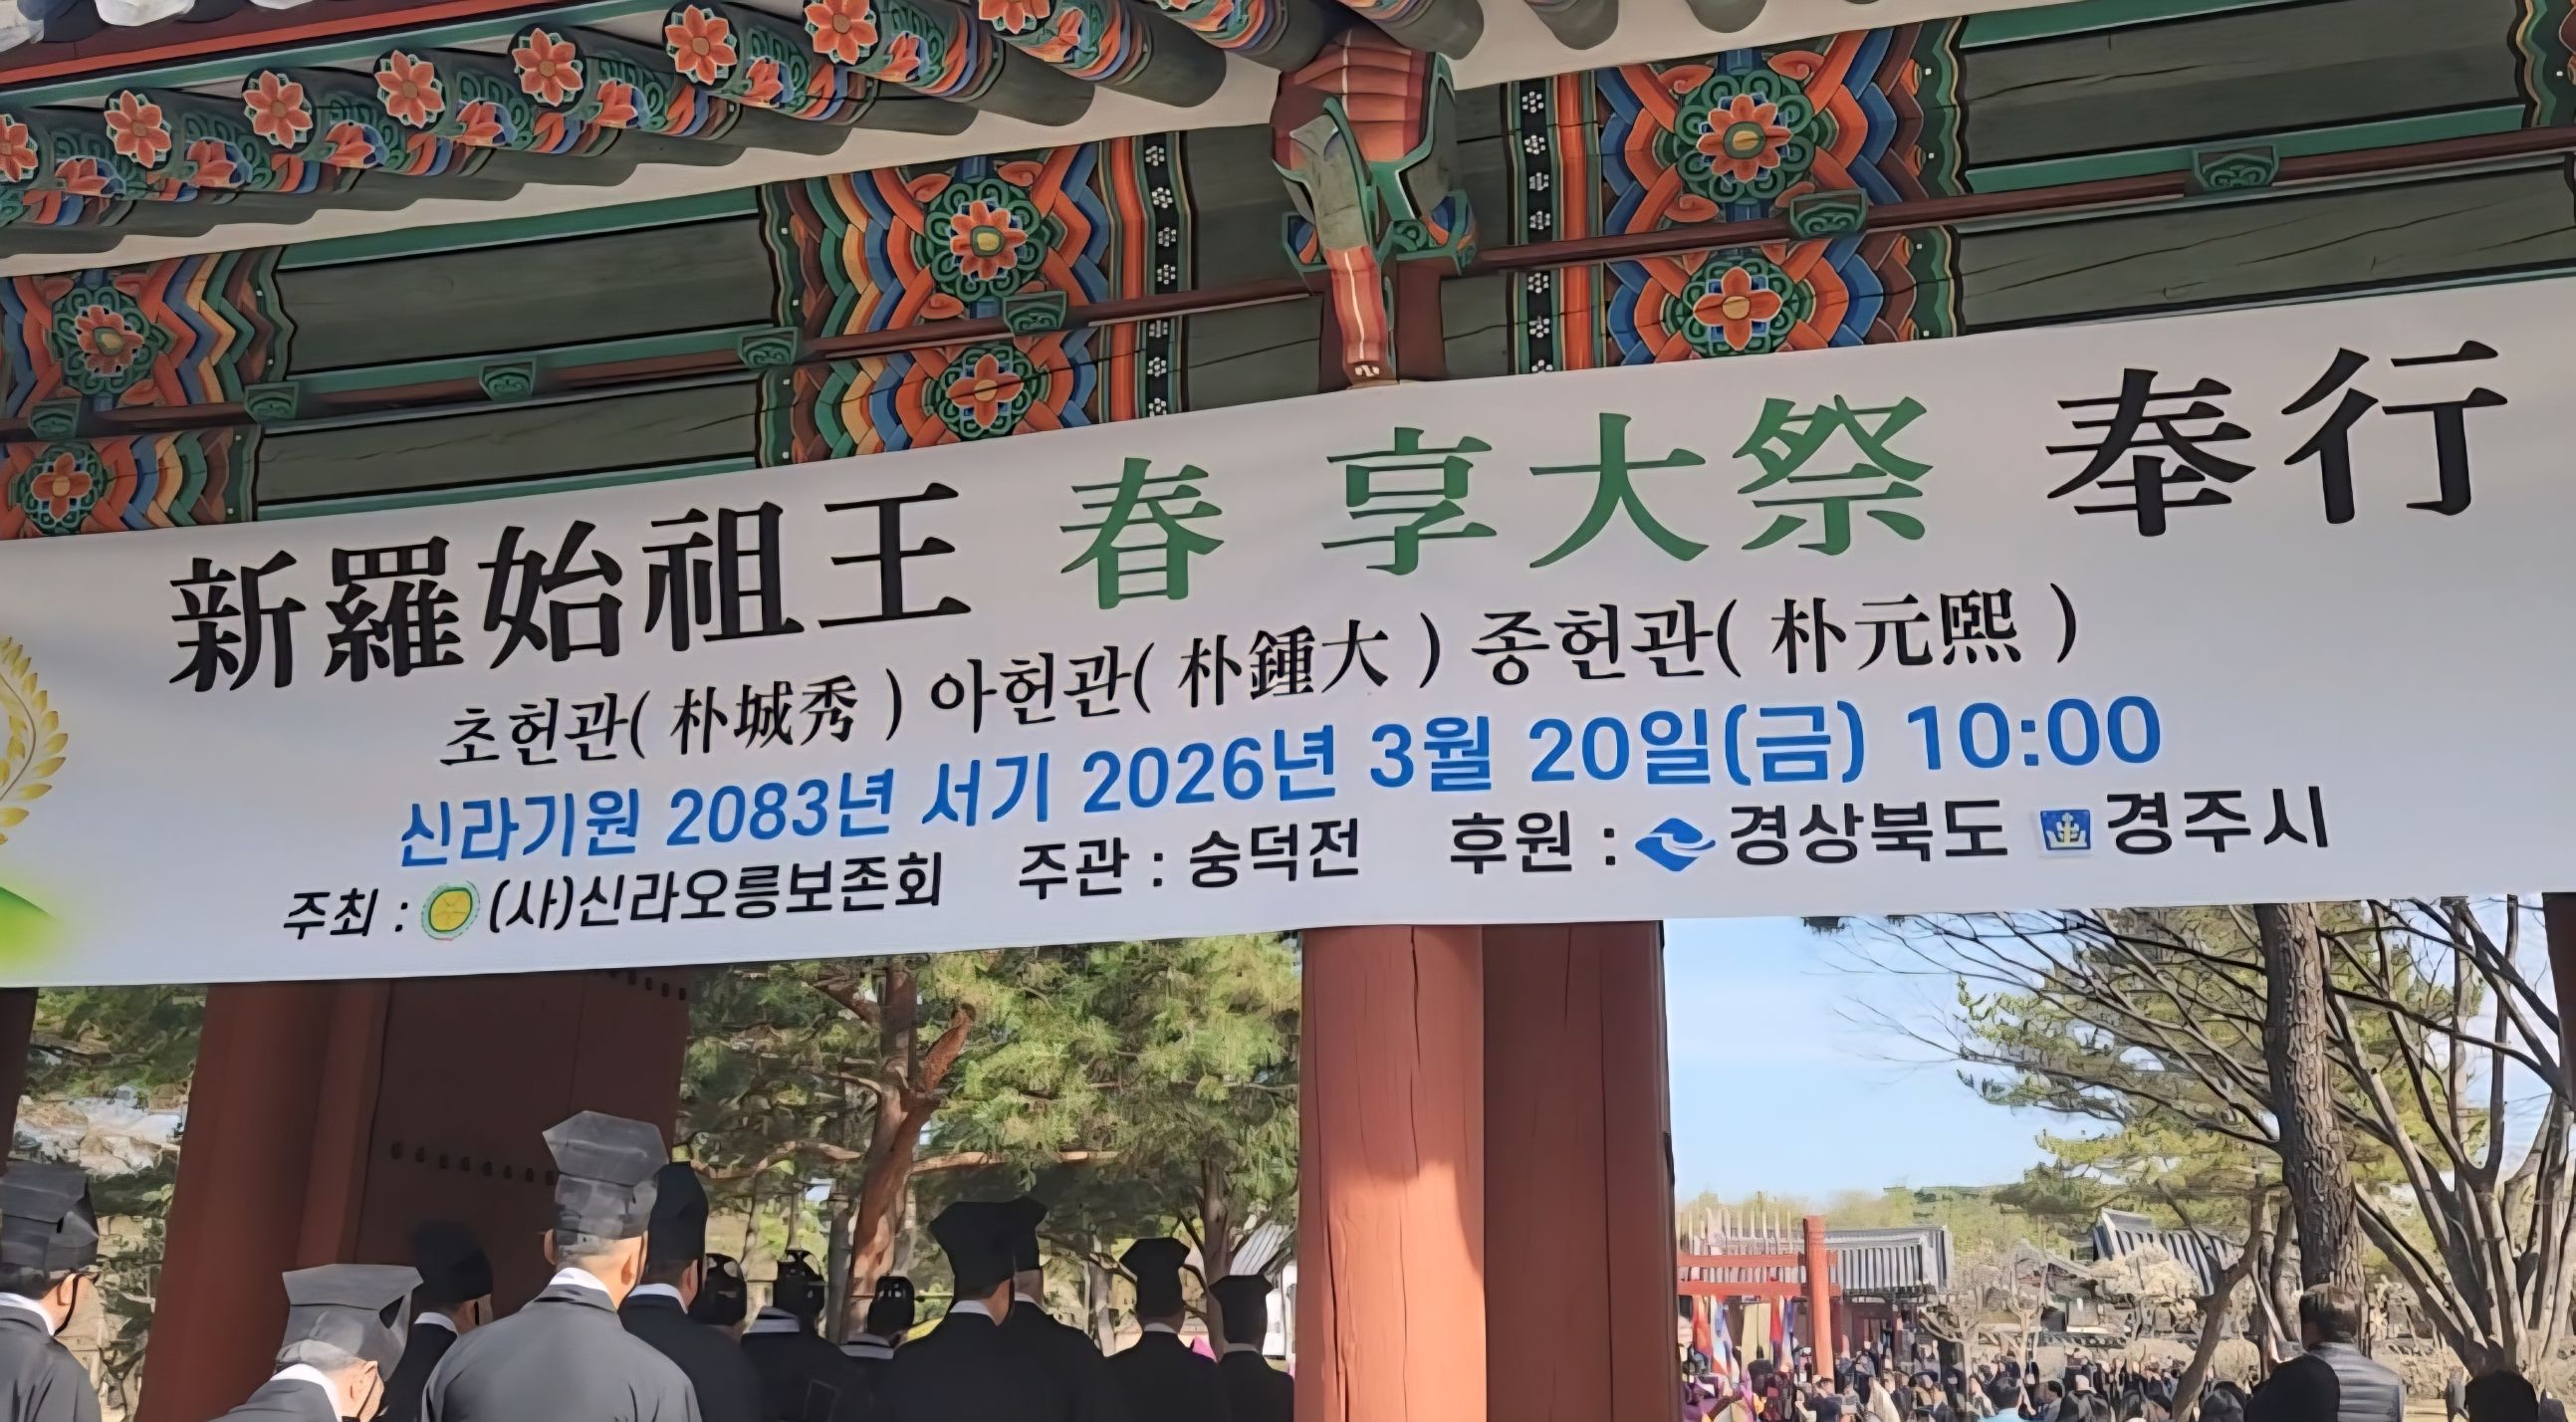 新羅始祖王 春 享大祭 奉行
초헌관( 朴城秀 ) 아헌관( 朴鍾大 ) 종헌관( 朴元熙 )
신라기원 2083년 서기 2026년 3월 20일(금) 10:00
주최 : (사)신라오릉보존회 주관 : 숭덕전 후원 : 경상북도 경주시